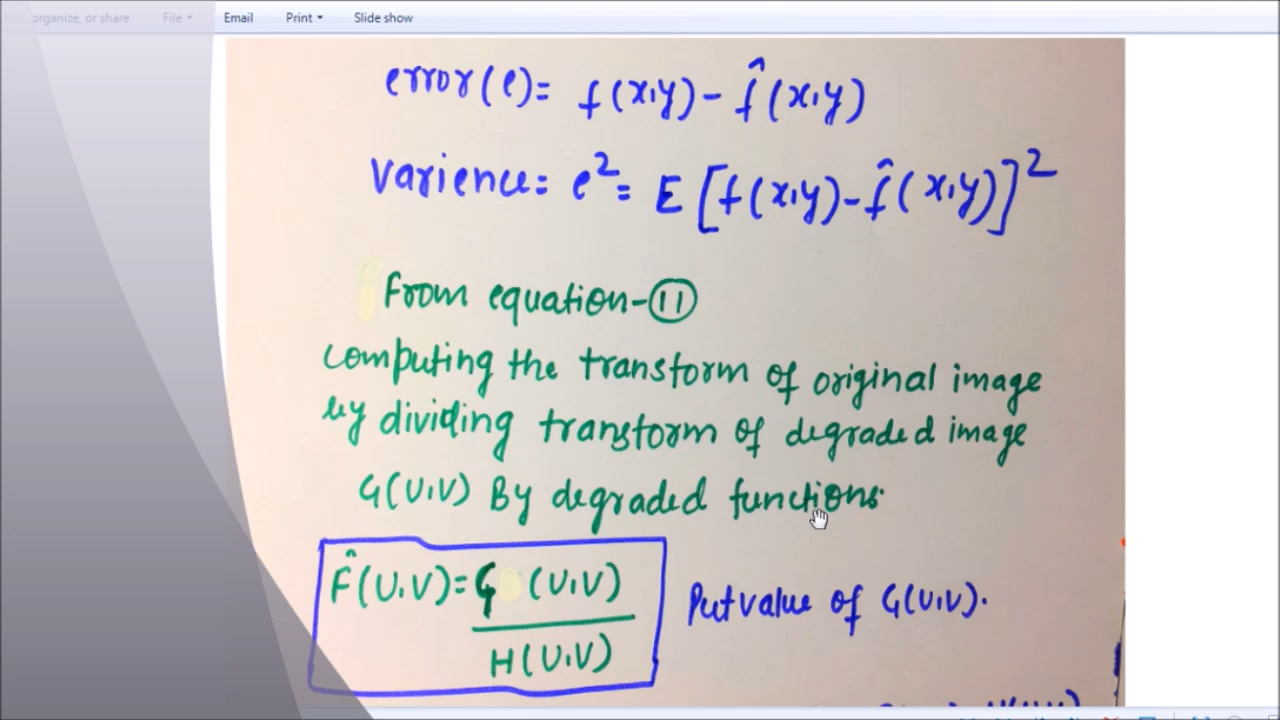 Edit, organize, or share File Email Print Slide show
error(e)= f(x,y)- f̂(x,y)
Varience= e²= E [f(x,y)-f̂(x,y)]²
From equation-⑪
computing the transform of original image
by dividing transform of degraded image
G(U,V) By degraded functions.
F̂(U,V)= G (U,V)
H(U,V)
Put value of G(U,V).